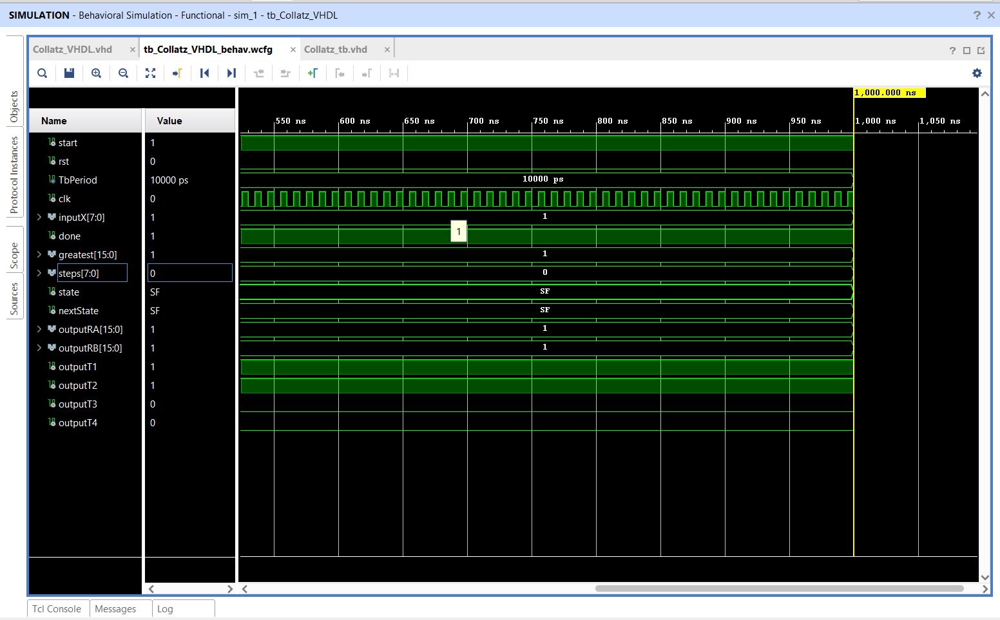 SIMULATION - Behavioral Simulation - Functional - sim_1 - tb_Collatz_VHDL ? ×
Objects
Protocol Instances
Scope
Sources
Collatz_VHDL.vhd × tb_Collatz_VHDL_behav.wcfg × Collatz_tb.vhd ×
?
1,000.000 ns
Name Value
550 ns 600 ns 650 ns 700 ns 750 ns 800 ns 850 ns 900 ns 950 ns 1,000 ns 1,050 ns
start 1
rst 0
TbPeriod 10000 ps 10000 ps
clk 0
inputX[7:0] 1 1
1
done 1
greatest[15:0] 1 1
steps[7:0] 0 0
state SF SF
nextState SF SF
outputRA[15:0] 1 1
outputRB[15:0] 1 1
outputT1 1
outputT2 1
outputT3 0
outputT4 0
Tcl Console Messages Log